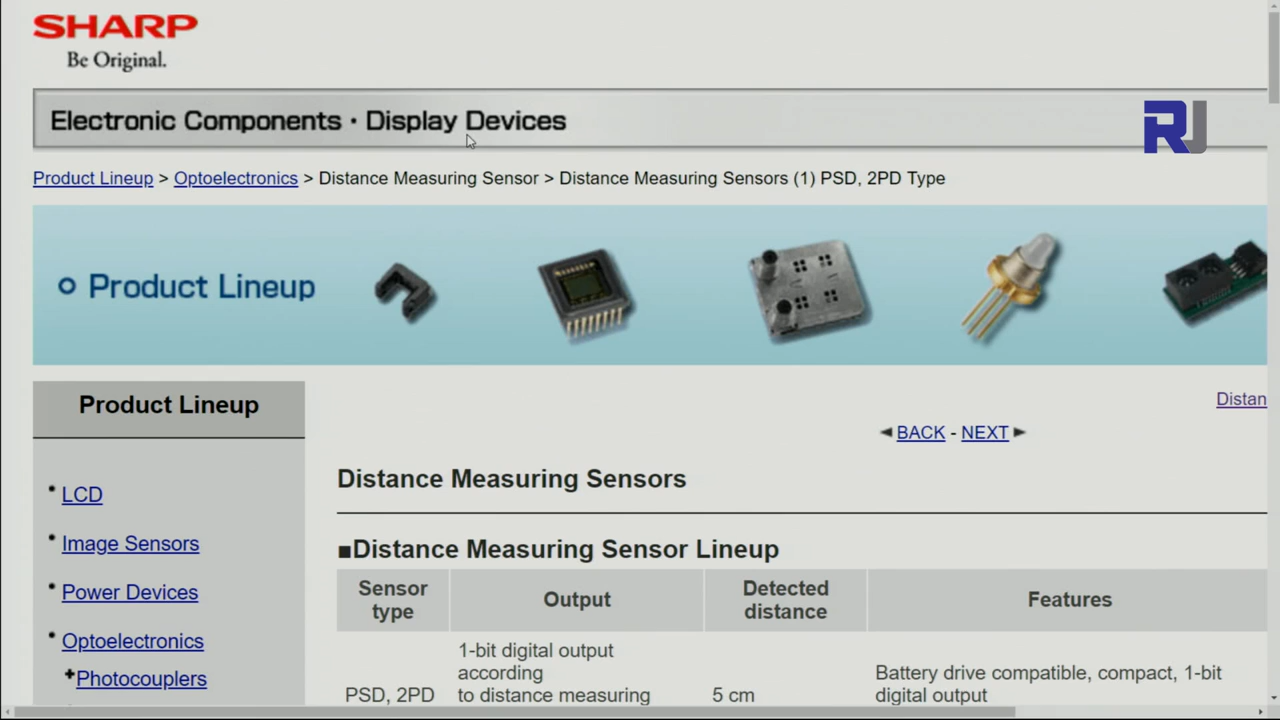 SHARP
Be Original.
Electronic Components・Display Devices
RJ
Product Lineup > Optoelectronics > Distance Measuring Sensor > Distance Measuring Sensors (1) PSD, 2PD Type
Product Lineup
Product Lineup
Distan
◄BACK - NEXT►
Distance Measuring Sensors
■Distance Measuring Sensor Lineup
Sensor type
Output
Detected distance
Features
LCD
Image Sensors
Power Devices
Optoelectronics
+Photocouplers
PSD, 2PD
1-bit digital output
according
to distance measuring
5 cm
Battery drive compatible, compact, 1-bit
digital output